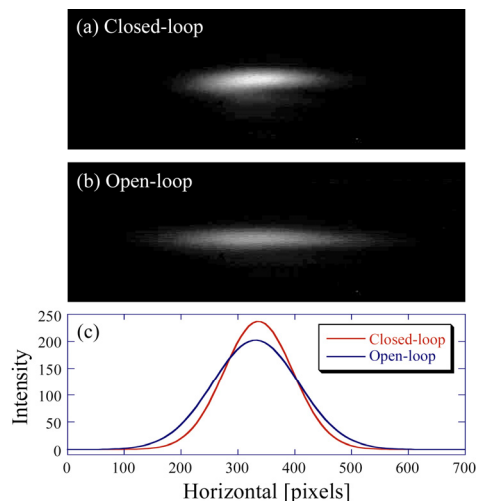 (a) Closed-loop
(b) Open-loop
(c)
Closed-loop
Open-loop
Intensity
250
200
150
100
50
0
0 100 200 300 400 500 600 700
Horizontal [pixels]